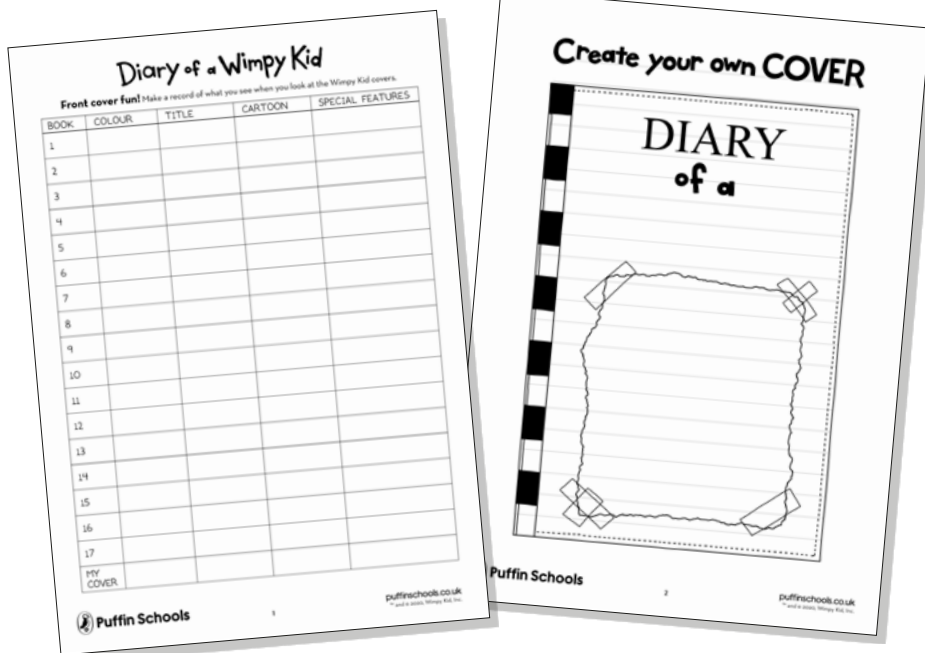 Diary of a Wimpy Kid
Front cover fun! Make a record of what you see when you look at the Wimpy Kid covers.
BOOK COLOUR TITLE CARTOON SPECIAL FEATURES
1
2
3
4
5
6
7
8
9
10
11
12
13
14
15
16
17
MY
COVER
Puffin Schools
1
puffinschools.co.uk
Create your own COVER
DIARY
of a
Puffin Schools
2
puffinschools.co.uk